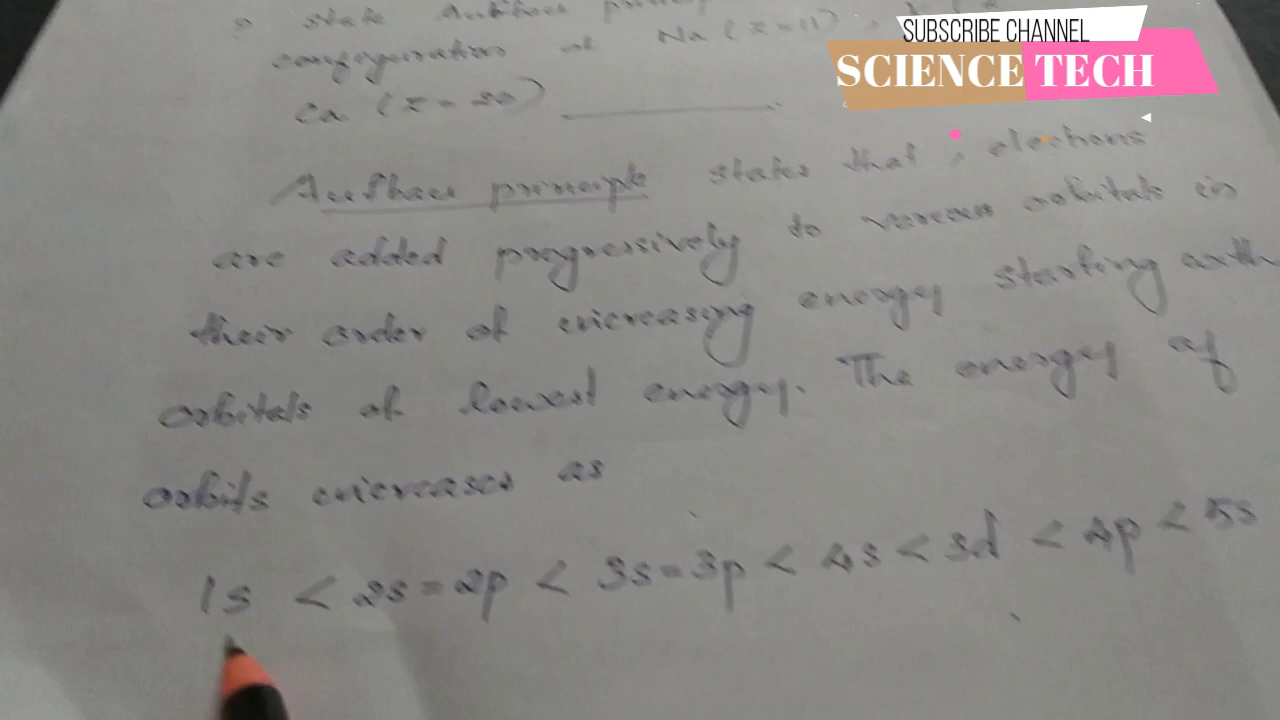 State Aufbau
SUBSCRIBE CHANNEL
SCIENCE TECH
configuration of Na (z=11),
Ca (z = 20)
Aufbau principle states that, electrons
are added progressively to various orbitals in
their order of increasing energy starting with
orbitals of lowest energy. The energy of
orbits increases as
1s < 2s = 2p < 3s = 3p < 4s < 3d < 4p < 5s